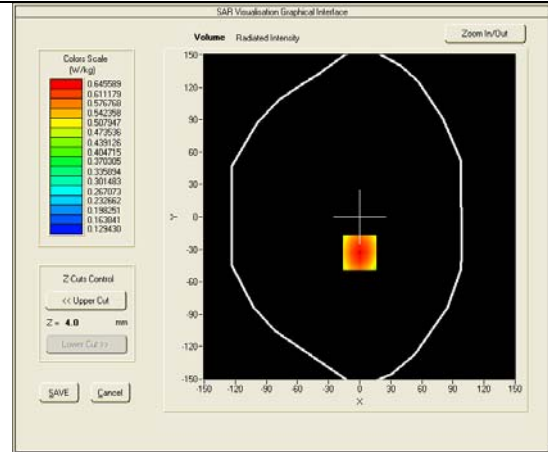 SAR Visualisation Graphical Interface
Volume Radiated Intensity
Zoom In/Out
Colors Scale
(W/kg)
0.645589
0.611179
0.576768
0.542358
0.507947
0.473536
0.439126
0.404715
0.370305
0.335894
0.301483
0.267073
0.232662
0.198251
0.163841
0.129430
150
120
90
60
30
0
-30
-60
-90
-120
-150
Y
-150 -120 -90 -60 -30 0 30 60 90 120 150
X
Z Cuts Control
<< Upper Cut
Z = 4.0 mm
Lower Cut >>
SAVE Cancel